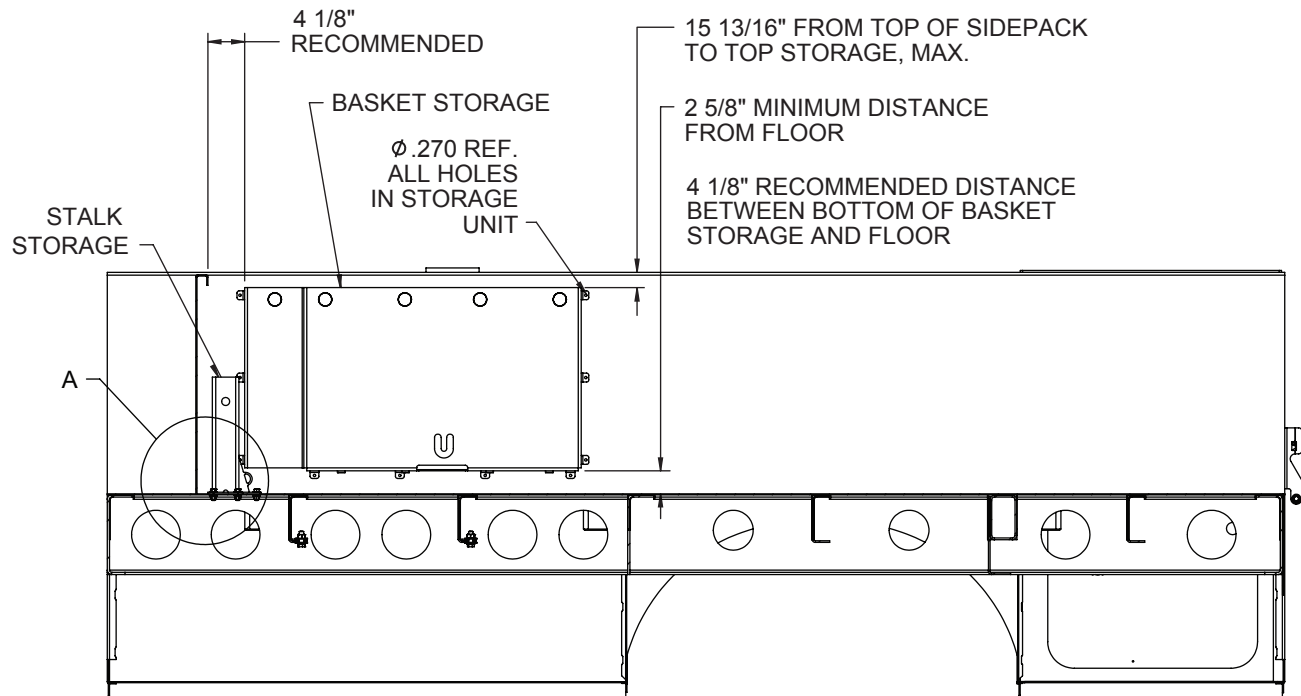 4 1/8"
RECOMMENDED
15 13/16" FROM TOP OF SIDEPACK
TO TOP STORAGE, MAX.
BASKET STORAGE
2 5/8" MINIMUM DISTANCE
FROM FLOOR
Ø .270 REF.
ALL HOLES
IN STORAGE
UNIT
4 1/8" RECOMMENDED DISTANCE
BETWEEN BOTTOM OF BASKET
STORAGE AND FLOOR
STALK
STORAGE
A